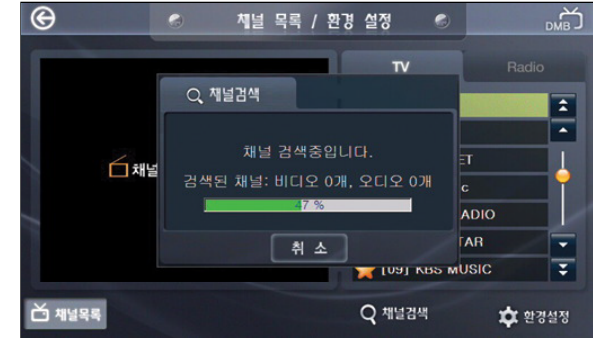 채널 목록 / 환경 설정
DMB
TV
Radio
채널검색
채널 검색중입니다.
검색된 채널: 비디오 0개, 오디오 0개
47 %
취 소
채널
[09] KBS MUSIC
채널목록
채널검색
환경설정